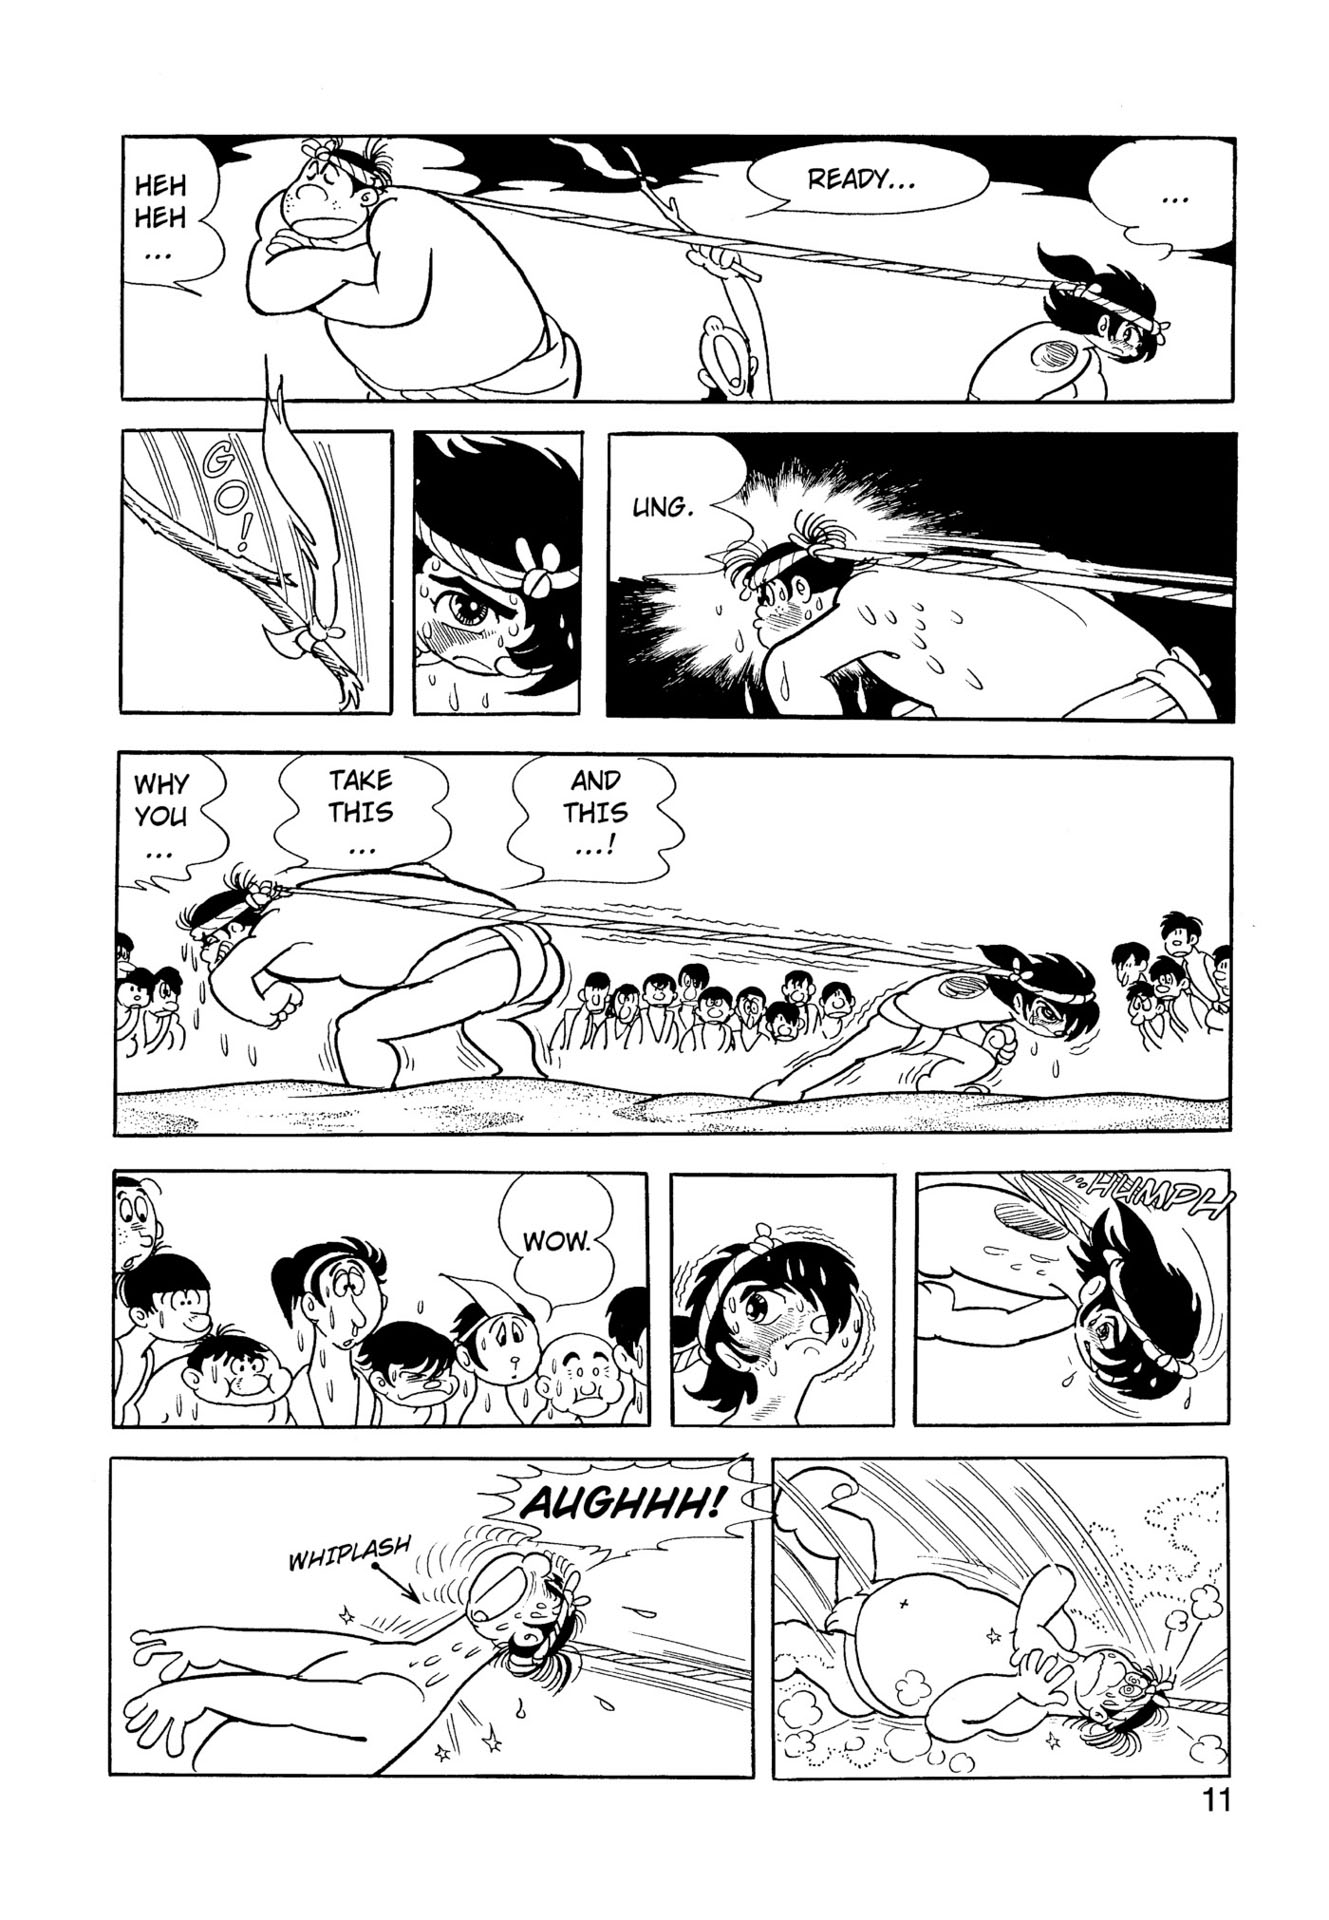 HEH
HEH
...
READY...
...
GO!
UNG.
WHY
YOU
...
TAKE
THIS
...
AND
THIS
...!
WOW.
...HUMPH
AUGHHH!
WHIPLASH
11